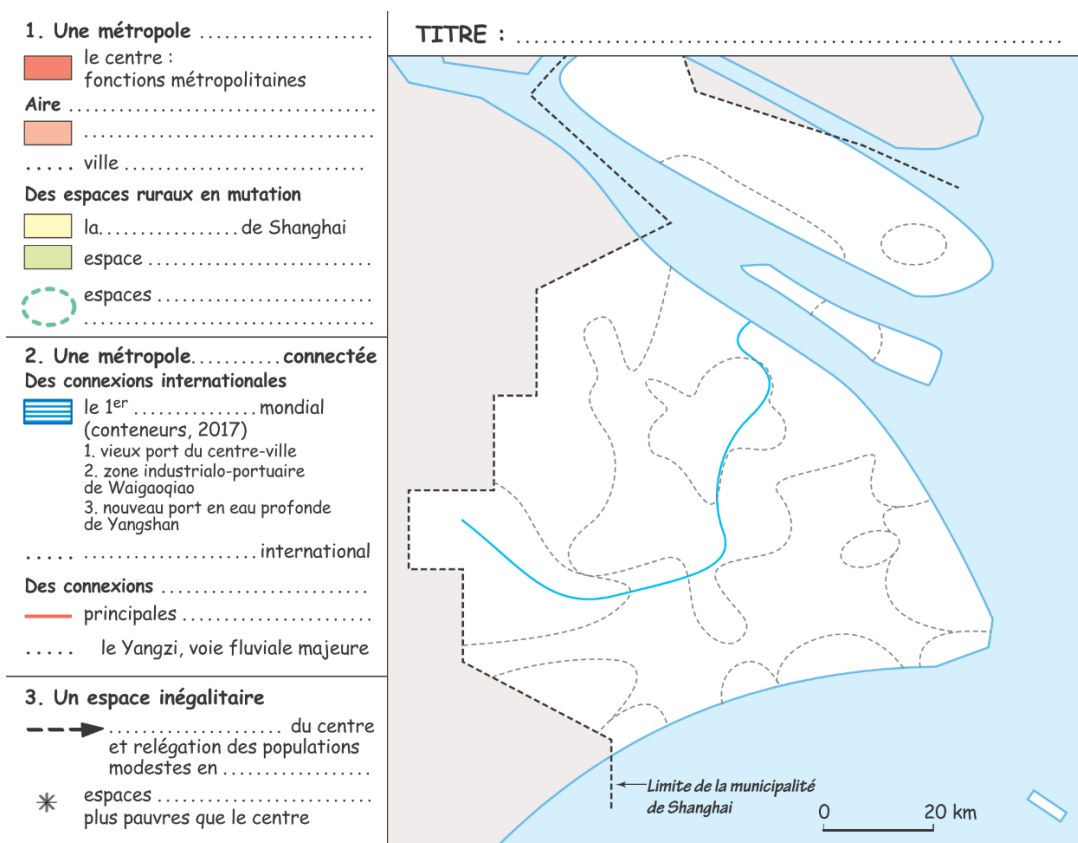 1. Une métropole ....................
le centre :
fonctions métropolitaines
Aire ....................................
....................................
..... ville ............................
Des espaces ruraux en mutation
la................. de Shanghai
espace ..........................
espaces .........................
..................................
2. Une métropole...........connectée
Des connexions internationales
le 1er ............... mondial
(conteneurs, 2017)
1. vieux port du centre-ville
2. zone industrialo-portuaire
de Waigaoqiao
3. nouveau port en eau profonde
de Yangshan
..... .................... international
Des connexions .........................
principales ......................
..... le Yangzi, voie fluviale majeure
3. Un espace inégalitaire
..................... du centre
et relégation des populations
modestes en ..................
espaces .........................
plus pauvres que le centre
TITRE : ................................................................
Limite de la municipalité
de Shanghai
0 20 km